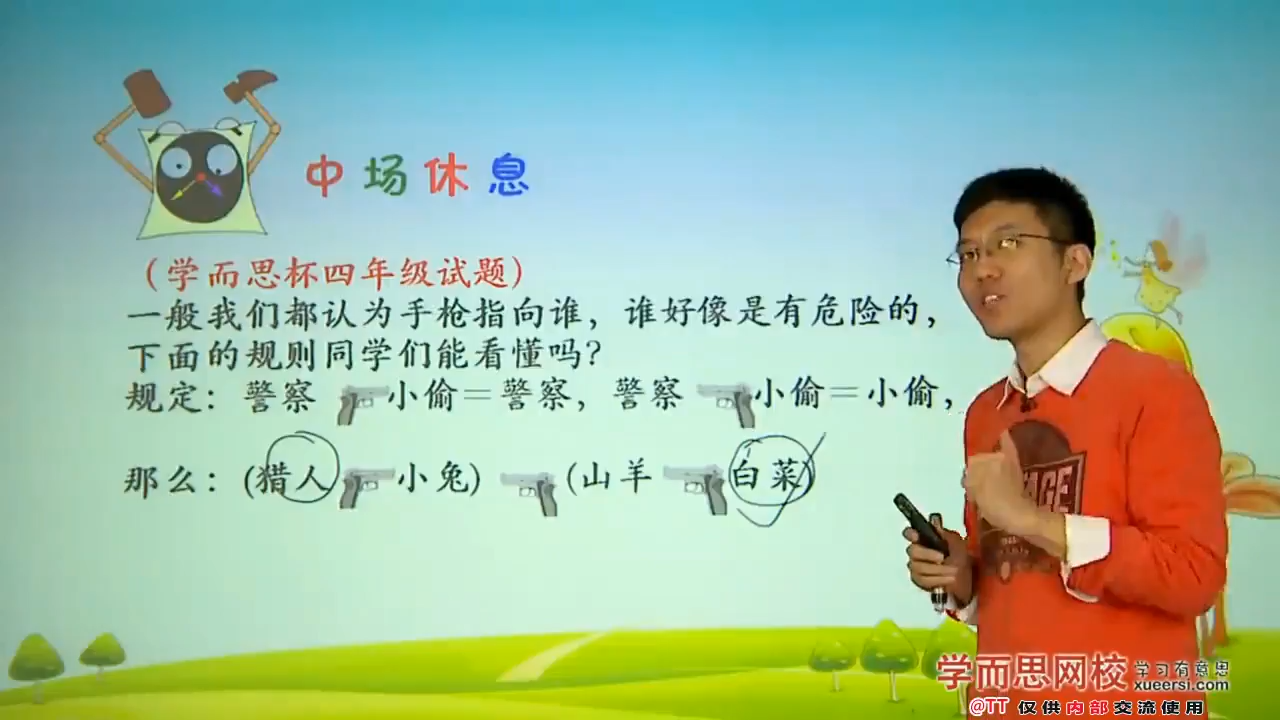 中场休息
（学而思杯四年级试题）
一般我们都认为手枪指向谁，谁好像是有危险的，
下面的规则同学们能看懂吗？
规定：警察 小偷＝警察，警察 小偷＝小偷，
那么：(猎人 小兔) (山羊 白菜)
AGE
学而思网校 学习有意思
xueersi.com
@TT 仅供内部交流使用